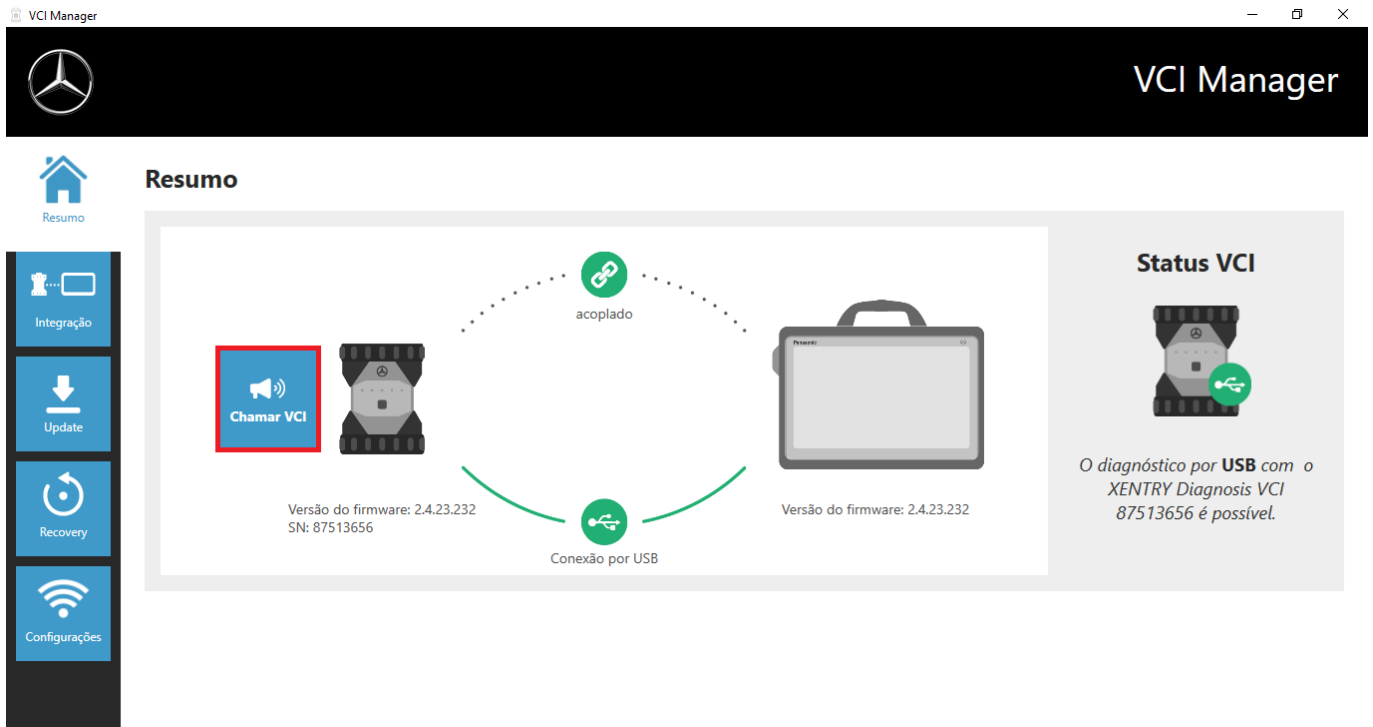 VCI Manager
VCI Manager
Resumo
Integração
Update
Recovery
Configurações
Resumo
acoplado
Chamar VCI
Versão do firmware: 2.4.23.232
SN: 87513656
Conexão por USB
Panasonic
Versão do firmware: 2.4.23.232
Status VCI
O diagnóstico por USB com o
XENTRY Diagnosis VCI
87513656 é possível.